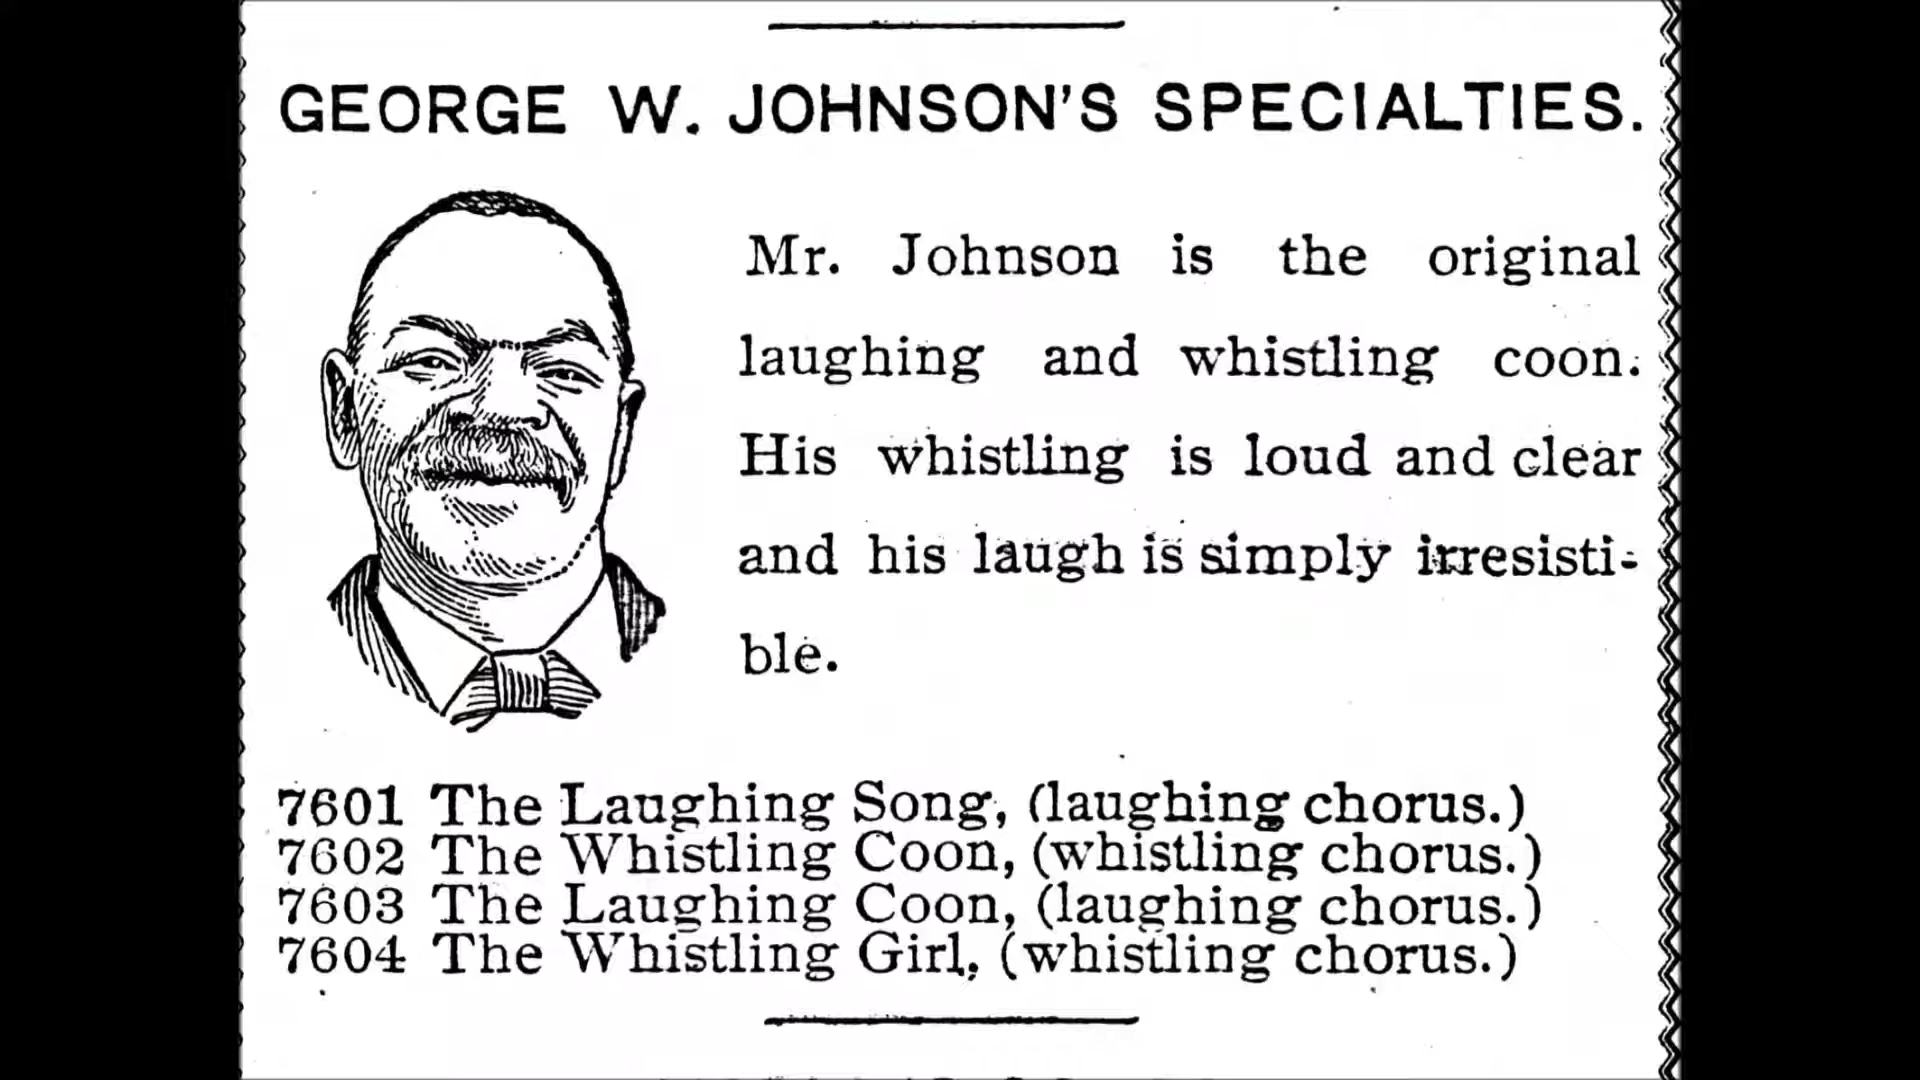 GEORGE W. JOHNSON'S SPECIALTIES.
Mr. Johnson is the original
laughing and whistling coon.
His whistling is loud and clear
and his laugh is simply irresisti-
ble.
7601 The Laughing Song, (laughing chorus.)
7602 The Whistling Coon, (whistling chorus.)
7603 The Laughing Coon, (laughing chorus.)
7604 The Whistling Girl, (whistling chorus.)